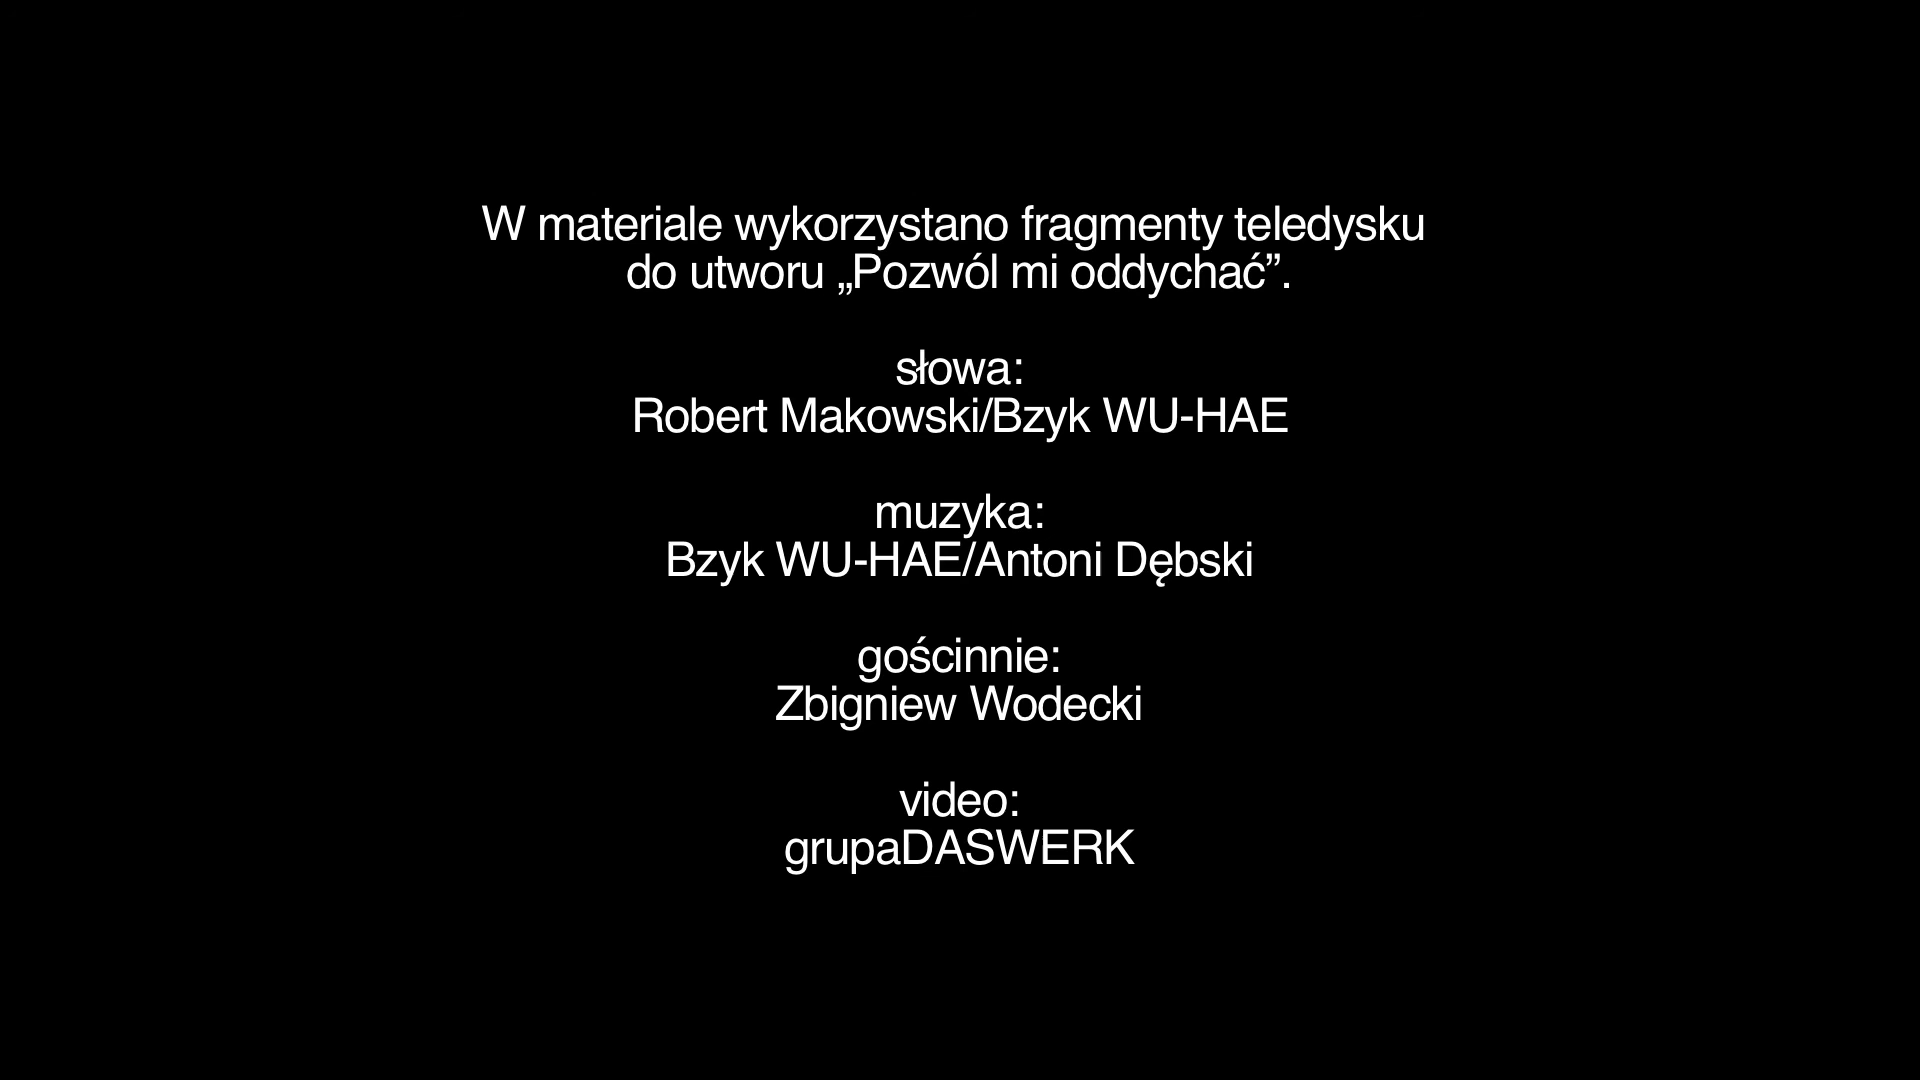 W materiale wykorzystano fragmenty teledysku
do utworu „Pozwól mi oddychać”.
słowa:
Robert Makowski/Bzyk WU-HAE
muzyka:
Bzyk WU-HAE/Antoni Dębski
gościnnie:
Zbigniew Wodecki
video:
grupaDASWERK